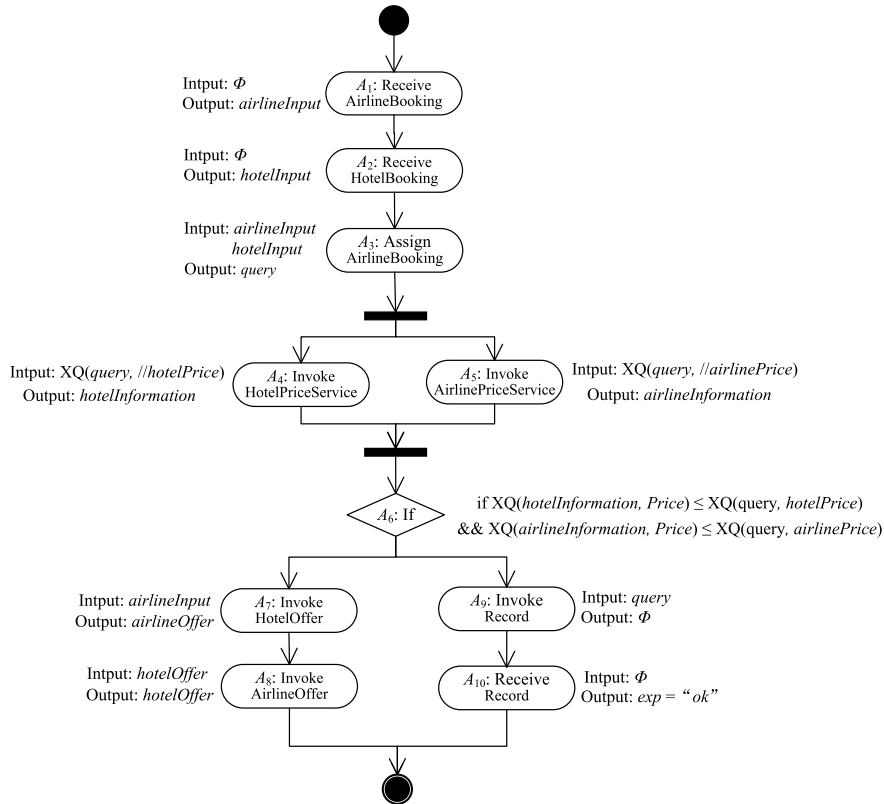 Intput: Φ
Output: airlineInput
A1: Receive
AirlineBooking
Intput: Φ
Output: hotelInput
A2: Receive
HotelBooking
Intput: airlineInput
hotelInput
Output: query
A3: Assign
AirlineBooking
Intput: XQ(query, //hotelPrice)
Output: hotelInformation
A4: Invoke
HotelPriceService
A5: Invoke
AirlinePriceService
Intput: XQ(query, //airlinePrice)
Output: airlineInformation
A6: If
if XQ(hotelInformation, Price) ≤ XQ(query, hotelPrice)
&& XQ(airlineInformation, Price) ≤ XQ(query, airlinePrice)
Intput: airlineInput
Output: airlineOffer
A7: Invoke
HotelOffer
A9: Invoke
Record
Intput: query
Output: Φ
Intput: hotelOffer
Output: hotelOffer
A8: Invoke
AirlineOffer
A10: Receive
Record
Intput: Φ
Output: exp = “ok”